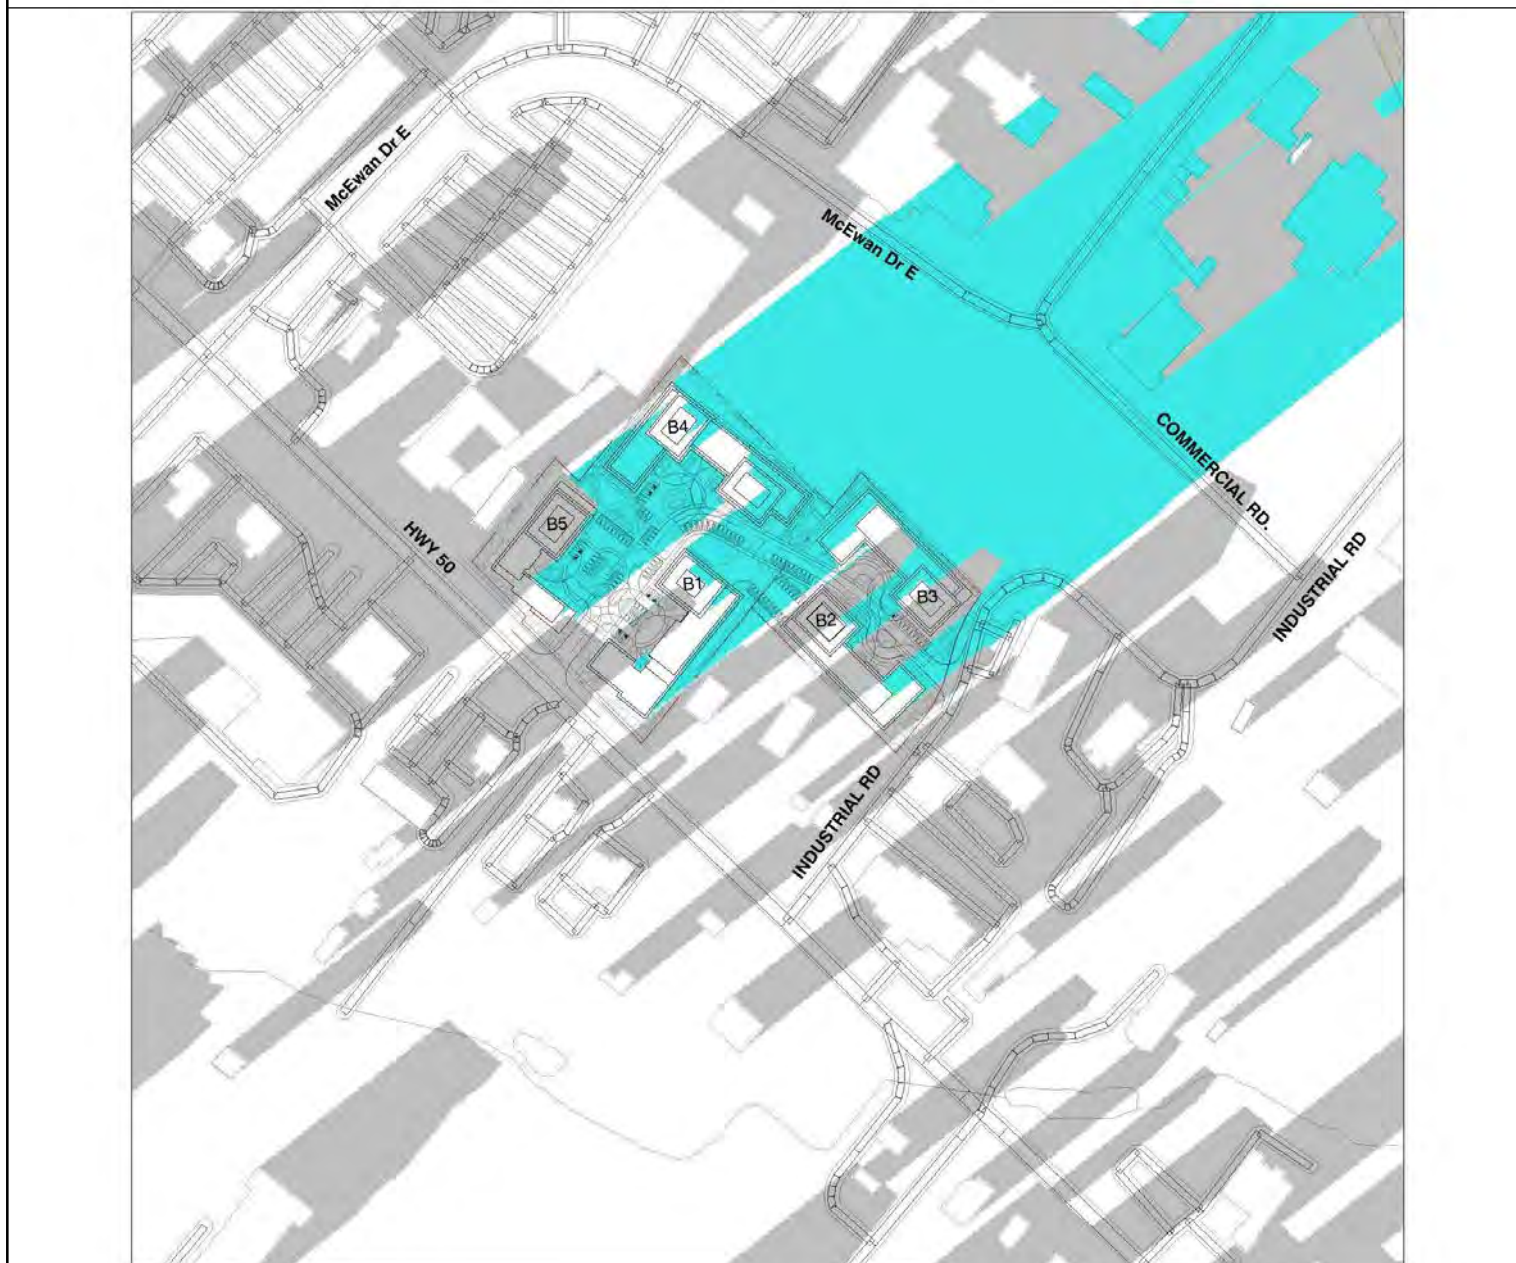 McEwan Dr E
McEwan Dr E
COMMERCIAL RD.
B4
B5
HWY 50
INDUSTRIAL RD
B1
B3
B2
INDUSTRIAL RD